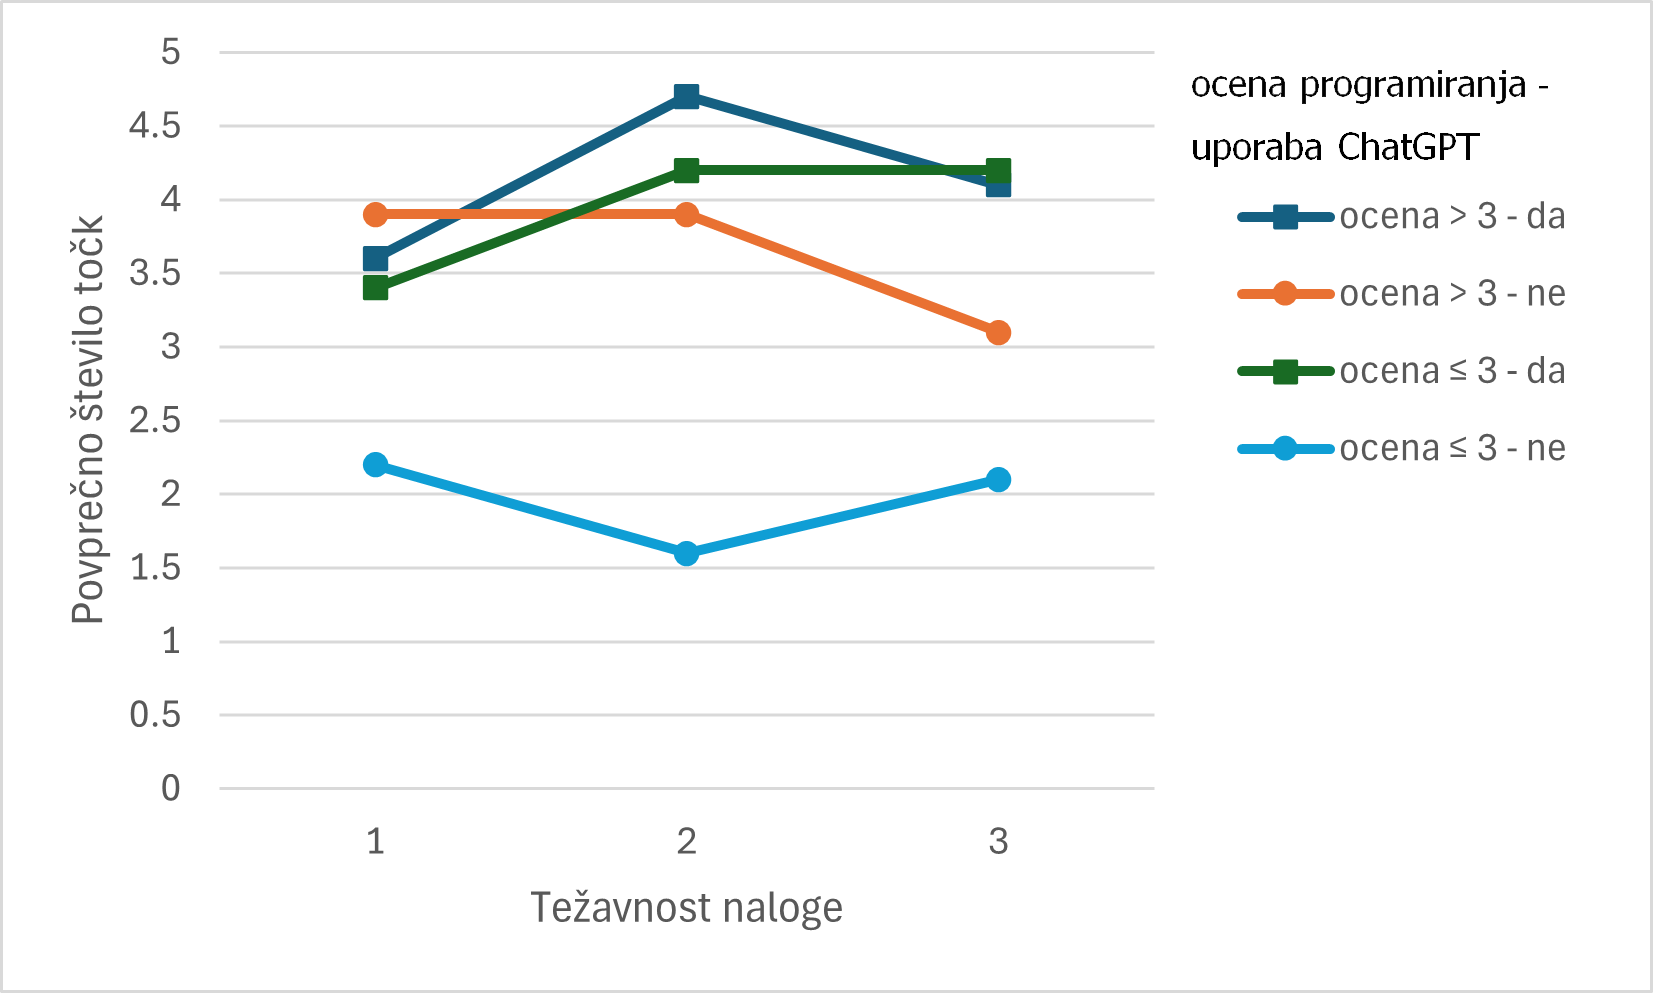 5
4.5
4
3.5
3
2.5
2
1.5
1
0.5
0
Povprečno število točk
1 2 3
Težavnost naloge
ocena programiranja -
uporaba ChatGPT
ocena > 3 - da
ocena > 3 - ne
ocena ≤ 3 - da
ocena ≤ 3 - ne